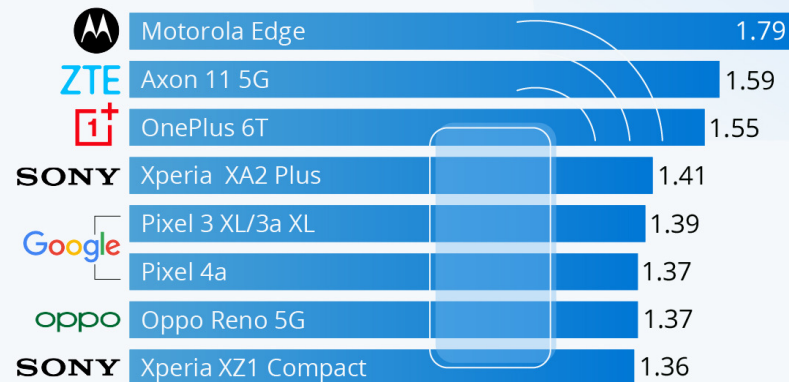 Motorola Edge 1.79
ZTE Axon 11 5G 1.59
1+ OnePlus 6T 1.55
SONY Xperia XA2 Plus 1.41
Pixel 3 XL/3a XL 1.39
Google
Pixel 4a 1.37
oppo Oppo Reno 5G 1.37
SONY Xperia XZ1 Compact 1.36